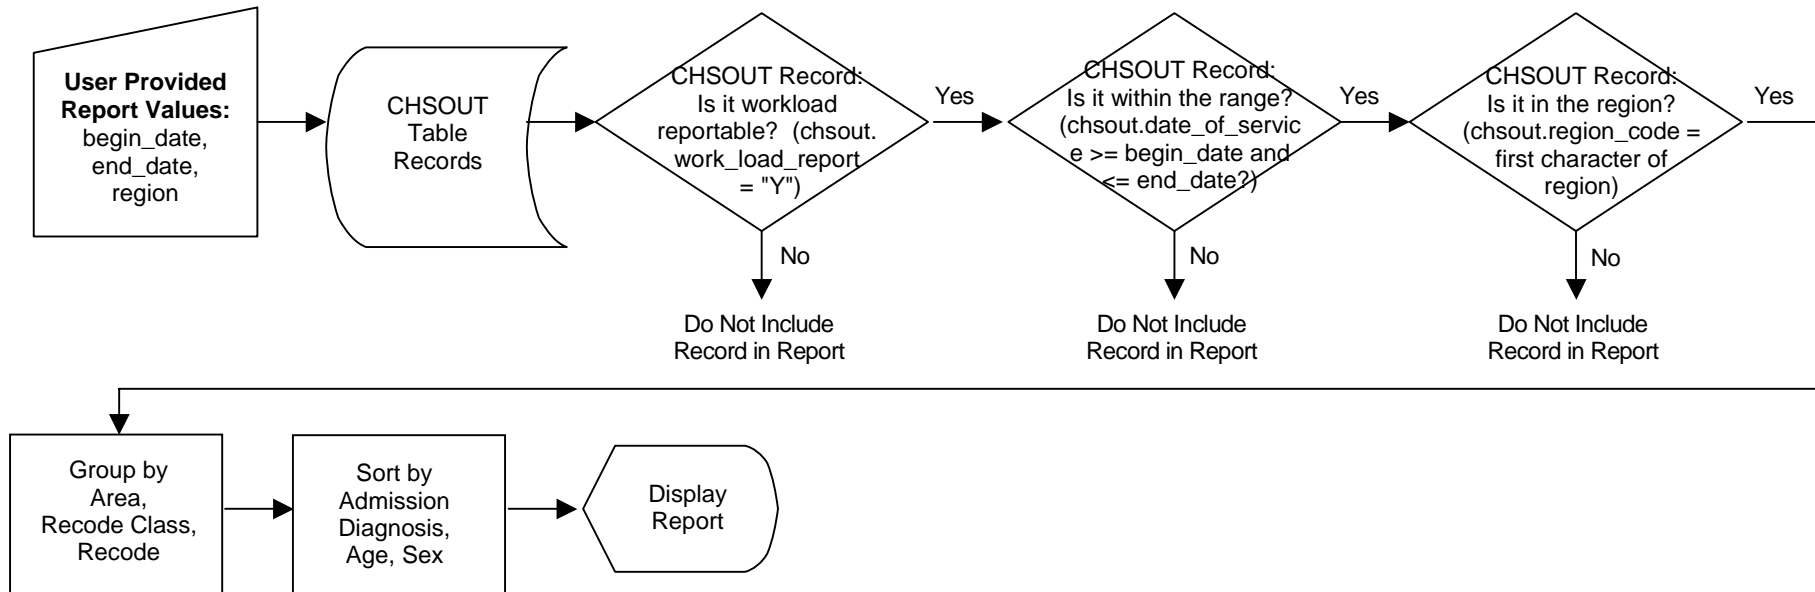 User Provided
Report Values:
begin_date,
end_date,
region
CHSOUT
Table
Records
CHSOUT Record:
Is it workload
reportable?  (chsout.
work_load_report
= "Y")
Yes
No
Do Not Include
Record in Report
CHSOUT Record:
Is it within the range?
(chsout.date_of_servic
e >= begin_date and
<= end_date?)
Yes
No
Do Not Include
Record in Report
CHSOUT Record:
Is it in the region?
(chsout.region_code =
first character of
region)
Yes
No
Do Not Include
Record in Report
Group by
Area,
Recode Class,
Recode
Sort by
Admission
Diagnosis,
Age, Sex
Display
Report